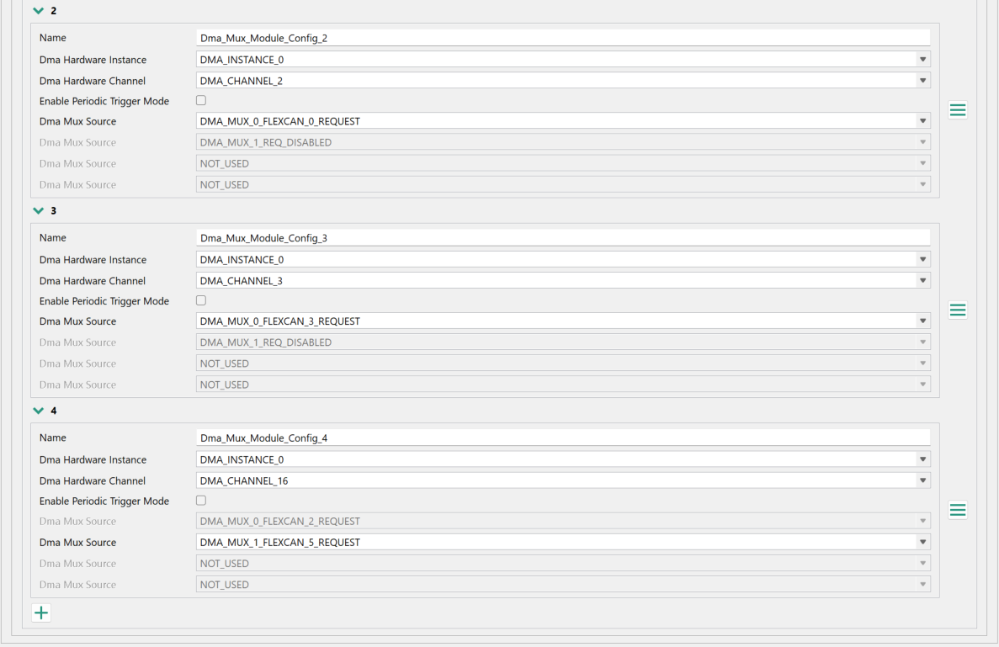 2
Name Dma_Mux_Module_Config_2
Dma Hardware Instance DMA_INSTANCE_0
Dma Hardware Channel DMA_CHANNEL_2
Enable Periodic Trigger Mode
Dma Mux Source DMA_MUX_0_FLEXCAN_0_REQUEST
Dma Mux Source DMA_MUX_1_REQ_DISABLED
Dma Mux Source NOT_USED
Dma Mux Source NOT_USED
3
Name Dma_Mux_Module_Config_3
Dma Hardware Instance DMA_INSTANCE_0
Dma Hardware Channel DMA_CHANNEL_3
Enable Periodic Trigger Mode
Dma Mux Source DMA_MUX_0_FLEXCAN_3_REQUEST
Dma Mux Source DMA_MUX_1_REQ_DISABLED
Dma Mux Source NOT_USED
Dma Mux Source NOT_USED
4
Name Dma_Mux_Module_Config_4
Dma Hardware Instance DMA_INSTANCE_0
Dma Hardware Channel DMA_CHANNEL_16
Enable Periodic Trigger Mode
Dma Mux Source DMA_MUX_0_FLEXCAN_2_REQUEST
Dma Mux Source DMA_MUX_1_FLEXCAN_5_REQUEST
Dma Mux Source NOT_USED
Dma Mux Source NOT_USED